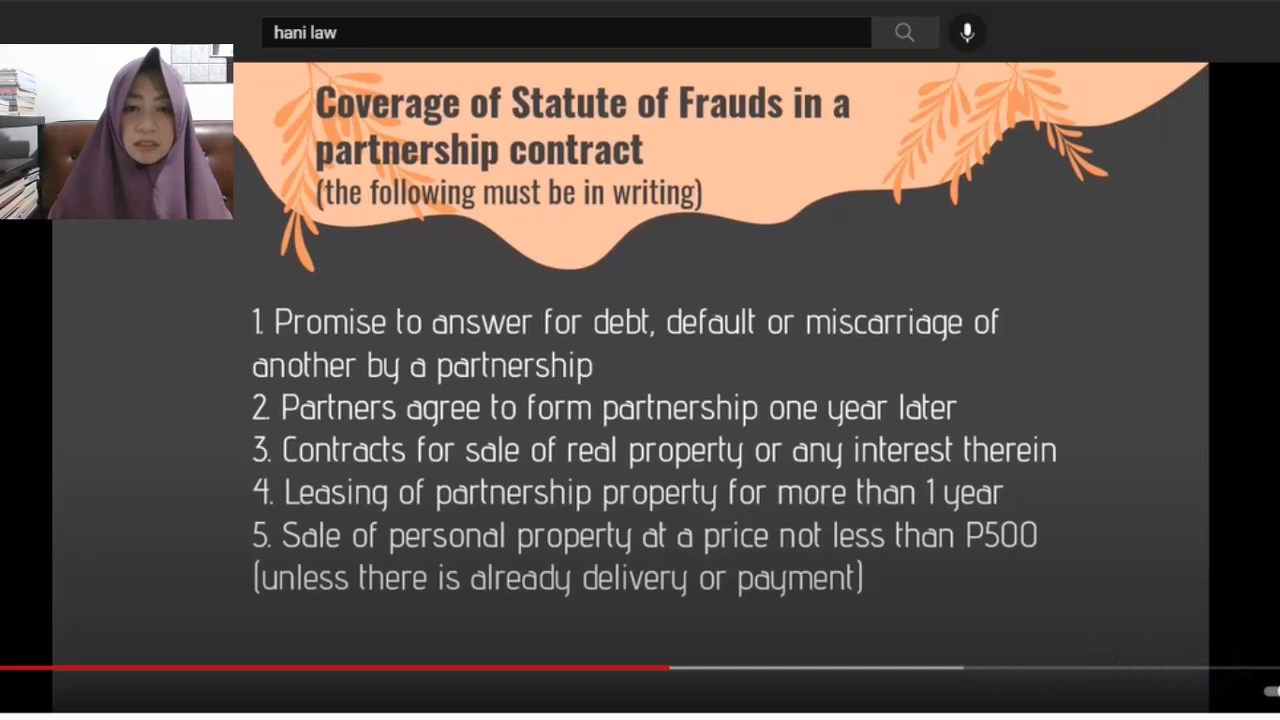 hani law
Coverage of Statute of Frauds in a
partnership contract
(the following must be in writing)
1. Promise to answer for debt, default or miscarriage of
another by a partnership
2. Partners agree to form partnership one year later
3. Contracts for sale of real property or any interest therein
4. Leasing of partnership property for more than 1 year
5. Sale of personal property at a price not less than P500
(unless there is already delivery or payment)